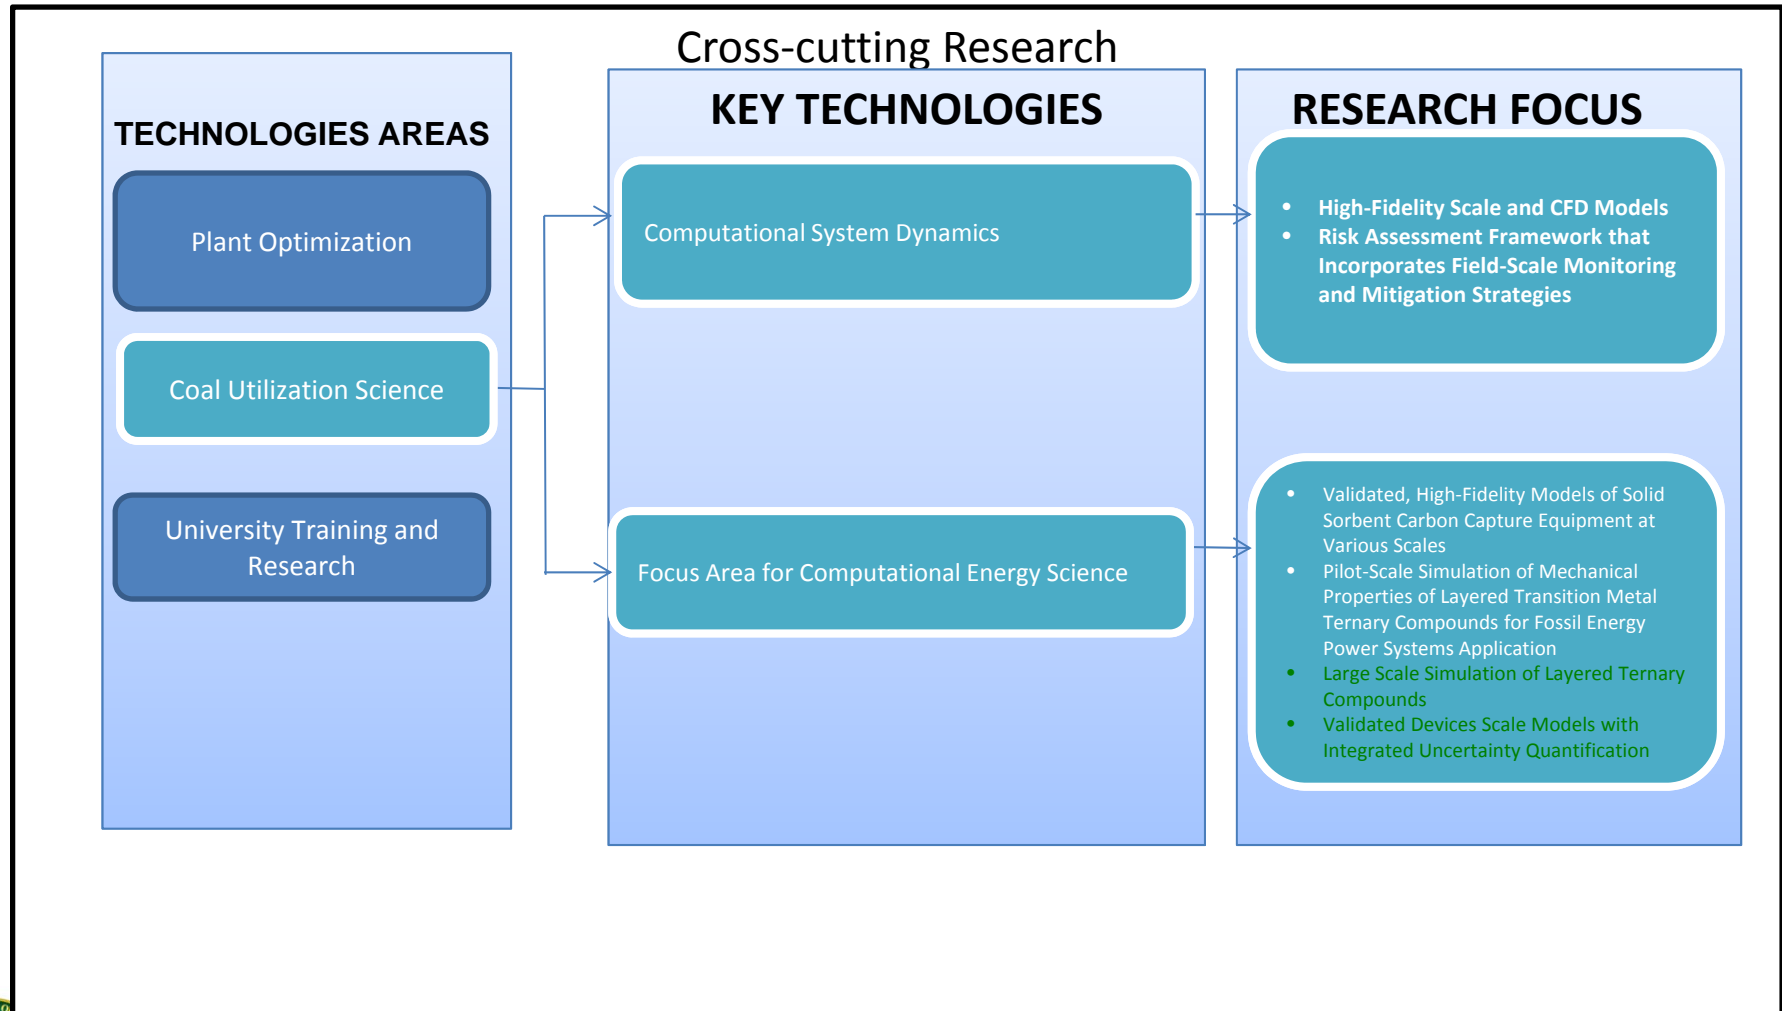 Cross-cutting Research
TECHNOLOGIES AREAS
Plant Optimization
Coal Utilization Science
University Training and
Research
KEY TECHNOLOGIES
Computational System Dynamics
Focus Area for Computational Energy Science
RESEARCH FOCUS
• High-Fidelity Scale and CFD Models
• Risk Assessment Framework that
Incorporates Field-Scale Monitoring
and Mitigation Strategies
• Validated, High-Fidelity Models of Solid
Sorbent Carbon Capture Equipment at
Various Scales
• Pilot-Scale Simulation of Mechanical
Properties of Layered Transition Metal
Ternary Compounds for Fossil Energy
Power Systems Application
• Large Scale Simulation of Layered Ternary
Compounds
• Validated Devices Scale Models with
Integrated Uncertainty Quantification